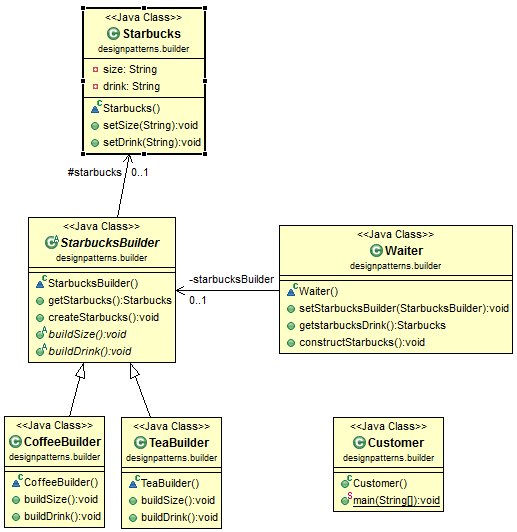 <<Java Class>>
Starbucks
designpatterns.builder
size: String
drink: String
Starbucks()
setSize(String):void
setDrink(String):void
#starbucks 0..1
<<Java Class>>
StarbucksBuilder
designpatterns.builder
StarbucksBuilder()
getStarbucks():Starbucks
createStarbucks():void
buildSize():void
buildDrink():void
-starbucksBuilder
0..1
<<Java Class>>
Waiter
designpatterns.builder
Waiter()
setStarbucksBuilder(StarbucksBuilder):void
getstarbucksDrink():Starbucks
constructStarbucks():void
<<Java Class>>
CoffeeBuilder
designpatterns.builder
CoffeeBuilder()
buildSize():void
buildDrink():void
<<Java Class>>
TeaBuilder
designpatterns.builder
TeaBuilder()
buildSize():void
buildDrink():void
<<Java Class>>
Customer
designpatterns.builder
Customer()
main(String[]):void